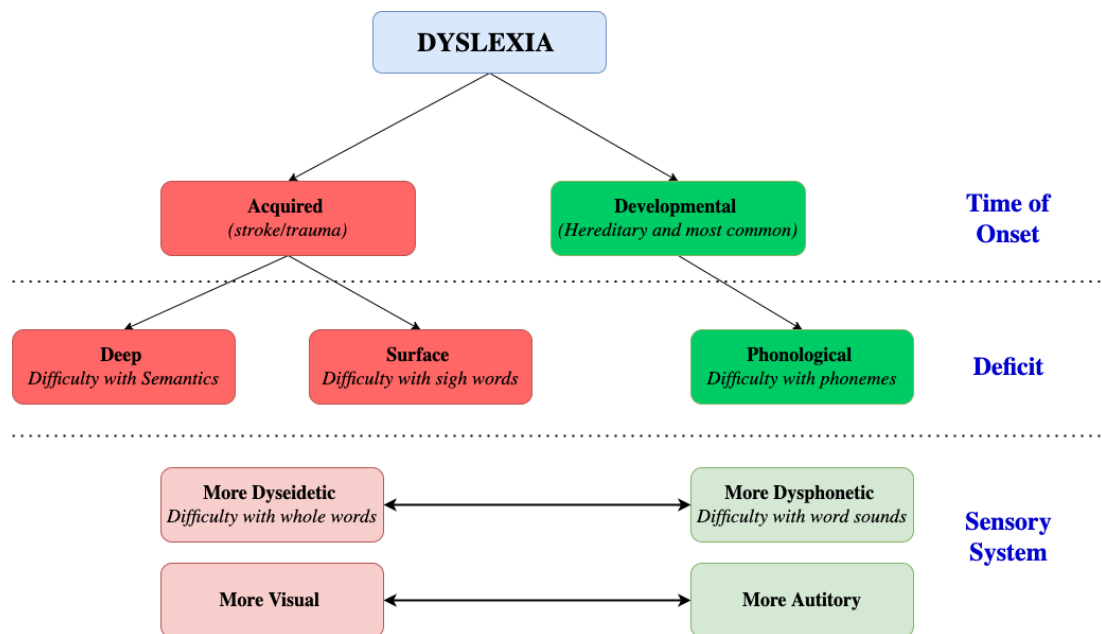 DYSLEXIA
Acquired
(stroke/trauma)
Developmental
(Hereditary and most common)
Time of
Onset
Deep
Difficulty with Semantics
Surface
Difficulty with sigh words
Phonological
Difficulty with phonemes
Deficit
More Dyseidetic
Difficulty with whole words
More Dysphonetic
Difficulty with word sounds
Sensory
System
More Visual
More Autitory